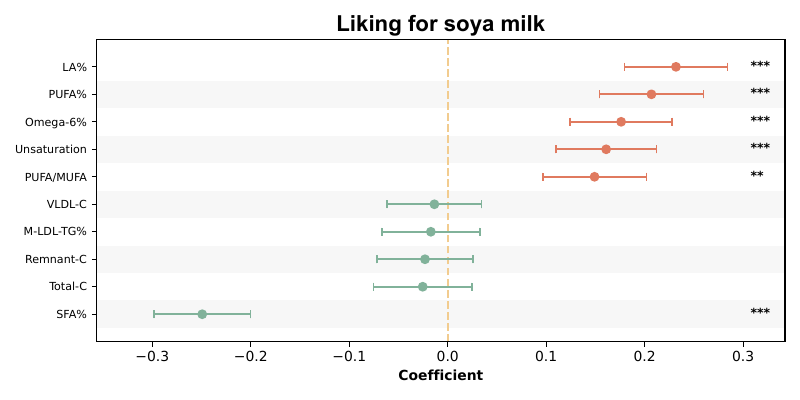 Liking for soya milk
LA% ***
PUFA% ***
Omega-6% ***
Unsaturation ***
PUFA/MUFA **
VLDL-C
M-LDL-TG%
Remnant-C
Total-C
SFA% ***
−0.3 −0.2 −0.1 0.0 0.1 0.2 0.3
Coefficient